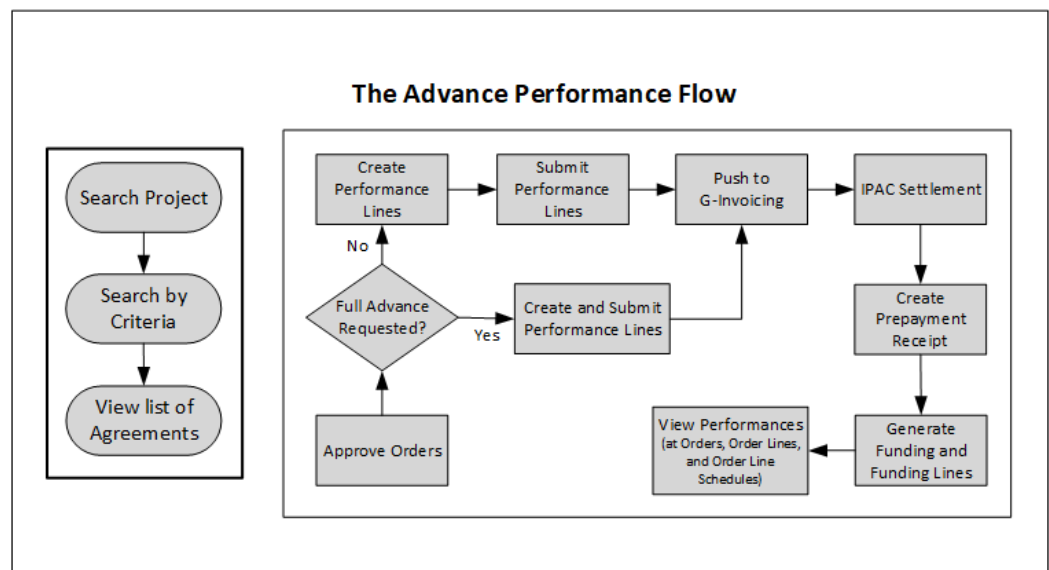 The Advance Performance Flow
Search Project
Search by
Criteria
View list of
Agreements
Create
Performance
Lines
Submit
Performance
Lines
Push to
G-Invoicing
IPAC Settlement
No
Full Advance
Requested?
Yes
Create and Submit
Performance Lines
Create
Prepayment
Receipt
Approve Orders
View Performances
(at Orders, Order Lines,
and Order Line
Schedules)
Generate
Funding and
Funding Lines